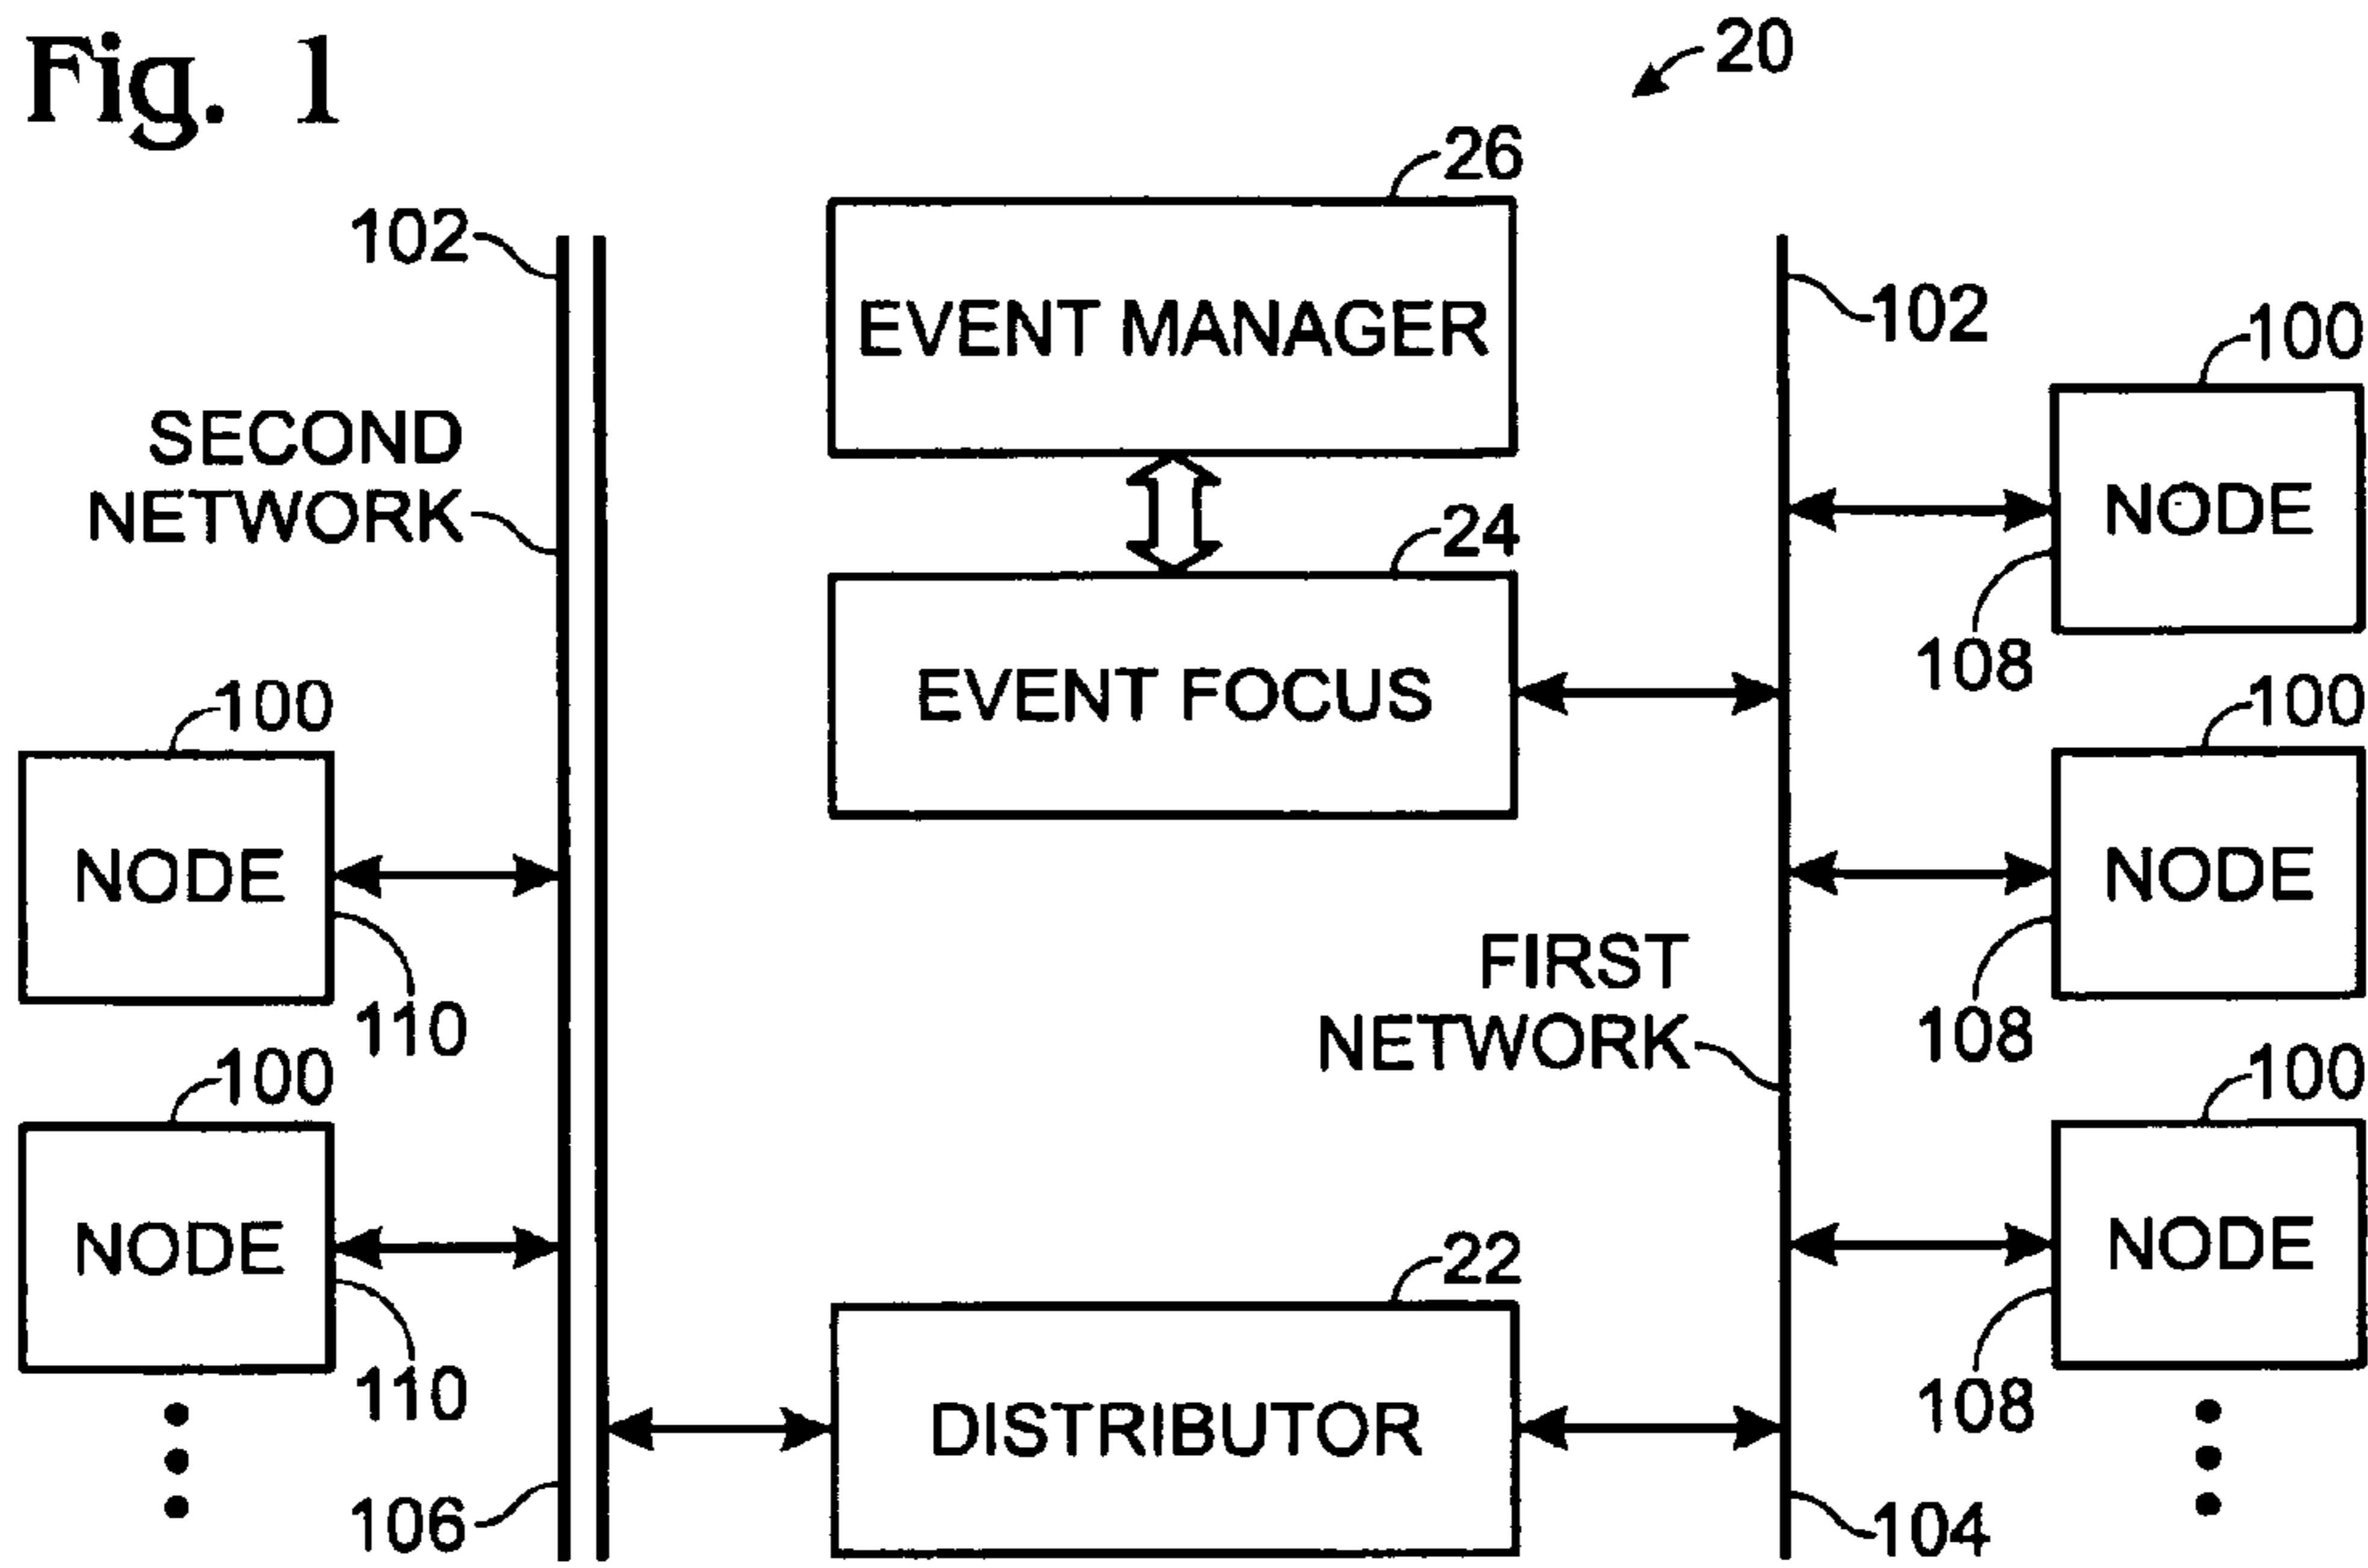 Fig. 1
20
26
102
EVENT MANAGER
102
100
SECOND
NETWORK
NODE
24
108
EVENT FOCUS
100
100
NODE
NODE
FIRST
NETWORK
110
108
100
100
NODE
NODE
22
110
108
DISTRIBUTOR
106
104